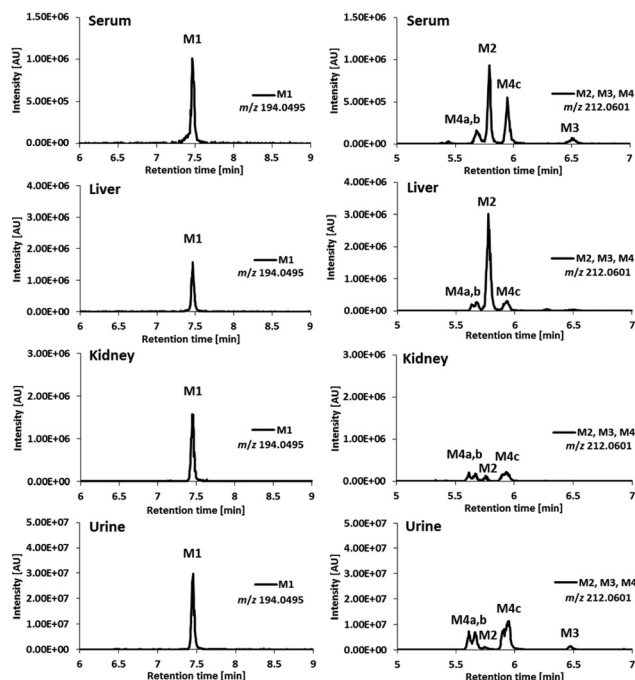 Serum
M1
Intensity [AU]
1.50E+06
1.00E+06
5.00E+05
0.00E+00
M1
m/z 194.0495
6 6.5 7 7.5 8 8.5 9
Retention time [min]
Serum
M2
M4c
M4a,b
M3
Intensity [AU]
1.50E+06
1.00E+06
5.00E+05
0.00E+00
M2, M3, M4
m/z 212.0601
5 5.5 6 6.5 7
Retention time [min]
Liver
M1
Intensity [AU]
4.00E+06
3.00E+06
2.00E+06
1.00E+06
0.00E+00
M1
m/z 194.0495
6 6.5 7 7.5 8 8.5 9
Retention time [min]
Liver
M2
M4a,b
M4c
Intensity [AU]
4.00E+06
3.00E+06
2.00E+06
1.00E+06
0.00E+00
M2, M3, M4
m/z 212.0601
5 5.5 6 6.5 7
Retention time [min]
Kidney
M1
Intensity [AU]
3.00E+06
2.00E+06
1.00E+06
0.00E+00
M1
m/z 194.0495
6 6.5 7 7.5 8 8.5 9
Retention time [min]
Kidney
M4a,b
M2
M4c
Intensity [AU]
3.00E+06
2.00E+06
1.00E+06
0.00E+00
M2, M3, M4
m/z 212.0601
5 5.5 6 6.5 7
Retention time [min]
Urine
M1
Intensity [AU]
5.00E+07
4.00E+07
3.00E+07
2.00E+07
1.00E+07
0.00E+00
M1
m/z 194.0495
6 6.5 7 7.5 8 8.5 9
Retention time [min]
Urine
M4a,b
M2
M4c
M3
Intensity [AU]
5.00E+07
4.00E+07
3.00E+07
2.00E+07
1.00E+07
0.00E+00
M2, M3, M4
m/z 212.0601
5 5.5 6 6.5 7
Retention time [min]